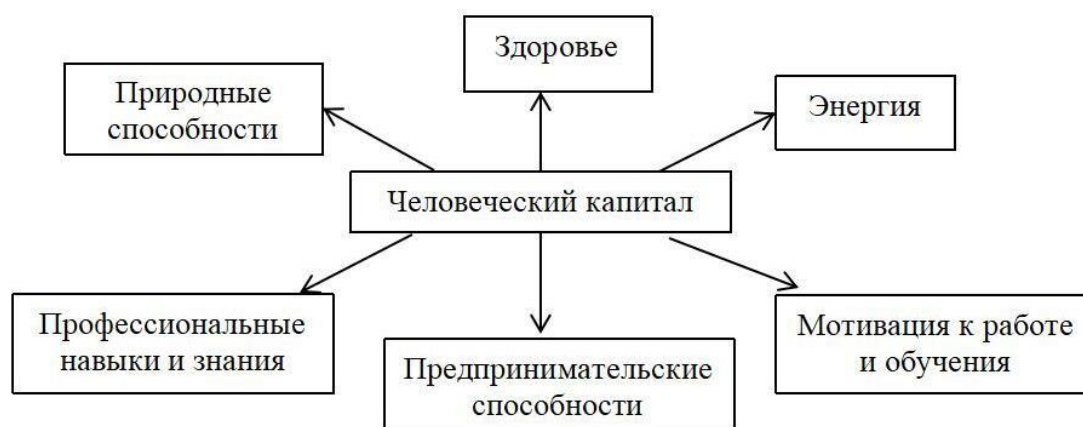 Здоровье
Природные
способности
Энергия
Человеческий капитал
Профессиональные
навыки и знания
Предпринимательские
способности
Мотивация к работе
и обучения